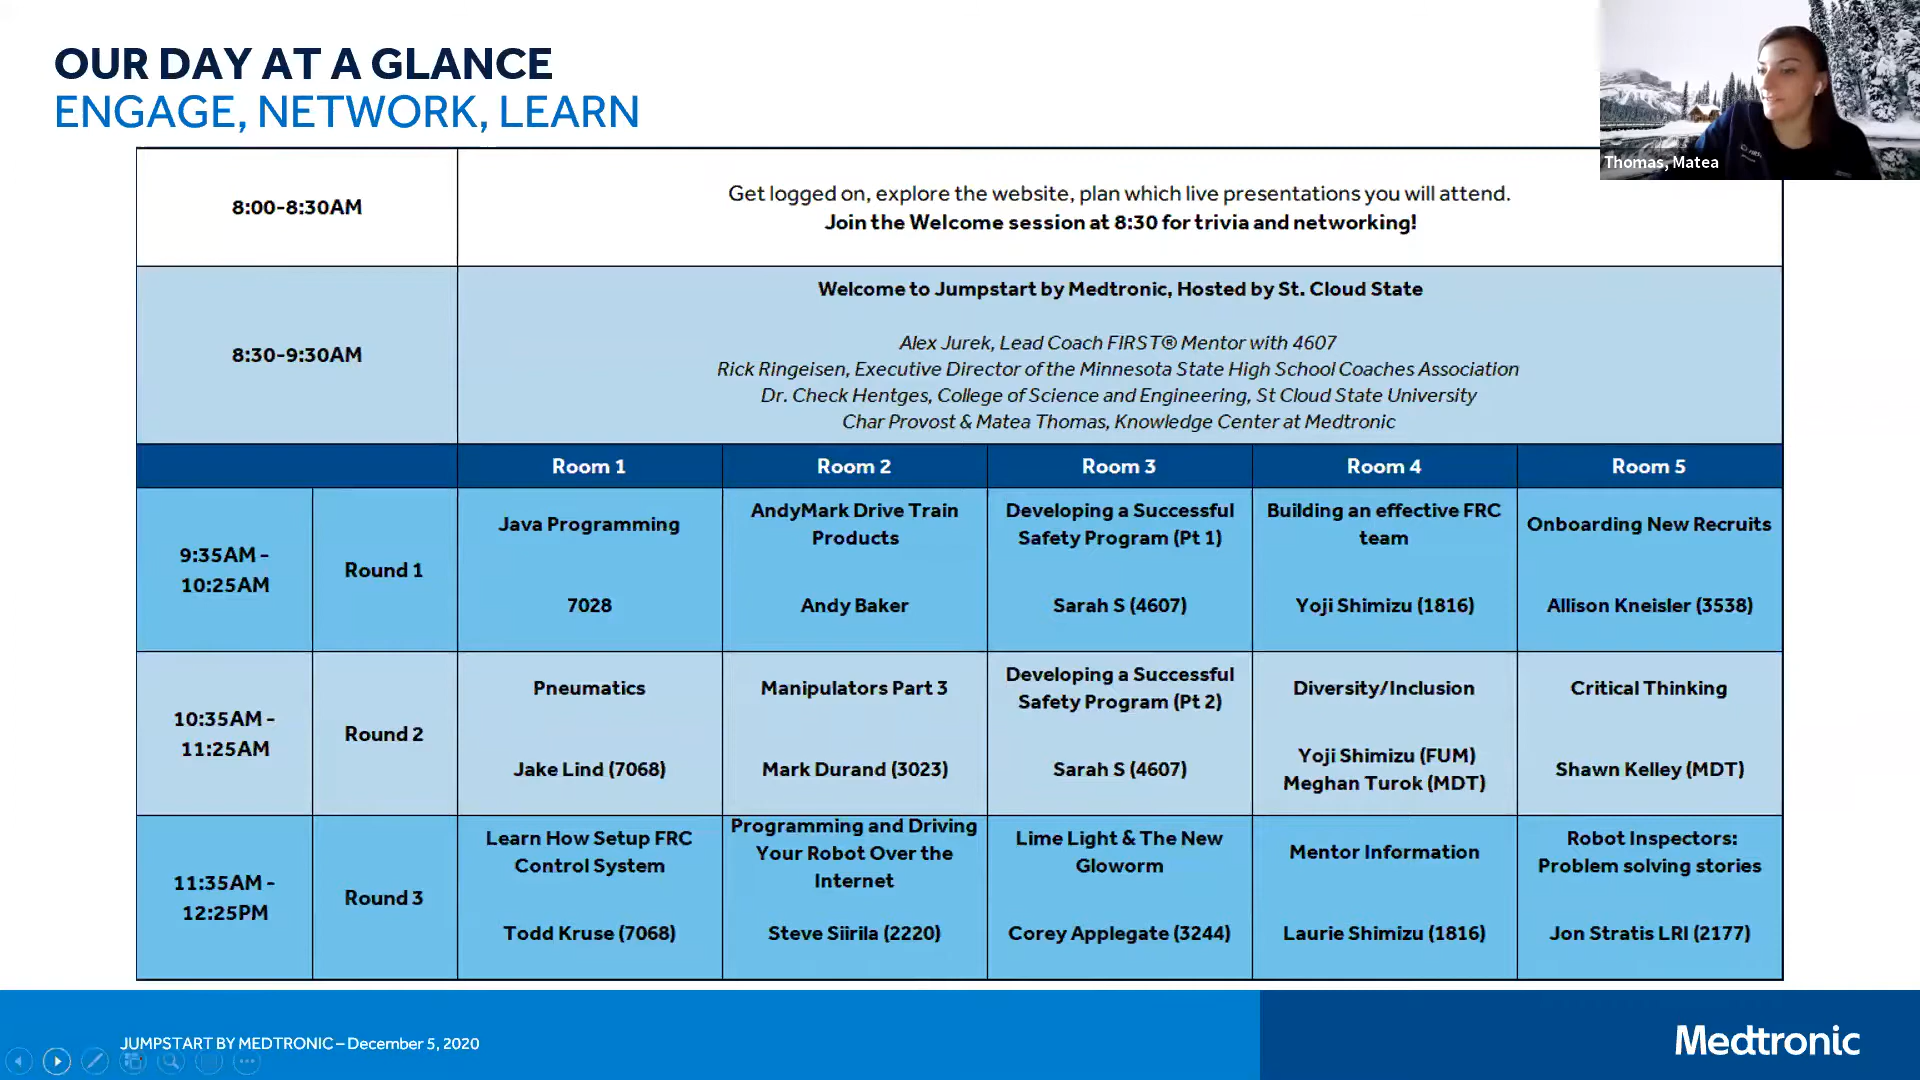 OUR DAY AT A GLANCE
ENGAGE, NETWORK, LEARN
Thomas, Matea
8:00-8:30AM
Get logged on, explore the website, plan which live presentations you will attend.
Join the Welcome session at 8:30 for trivia and networking!
8:30-9:30AM
Welcome to Jumpstart by Medtronic, Hosted by St. Cloud State
Alex Jurek, Lead Coach FIRST® Mentor with 4607
Rick Ringeisen, Executive Director of the Minnesota State High School Coaches Association
Dr. Check Hentges, College of Science and Engineering, St Cloud State University
Char Provost & Matea Thomas, Knowledge Center at Medtronic
Room 1
Room 2
Room 3
Room 4
Room 5
9:35AM -
10:25AM
Round 1
Java Programming
7028
AndyMark Drive Train
Products
Andy Baker
Developing a Successful
Safety Program (Pt 1)
Sarah S (4607)
Building an effective FRC
team
Yoji Shimizu (1816)
Onboarding New Recruits
Allison Kneisler (3538)
10:35AM -
11:25AM
Round 2
Pneumatics
Jake Lind (7068)
Manipulators Part 3
Mark Durand (3023)
Developing a Successful
Safety Program (Pt 2)
Sarah S (4607)
Diversity/Inclusion
Yoji Shimizu (FUM)
Meghan Turok (MDT)
Critical Thinking
Shawn Kelley (MDT)
11:35AM -
12:25PM
Round 3
Learn How Setup FRC
Control System
Todd Kruse (7068)
Programming and Driving
Your Robot Over the
Internet
Steve Siirila (2220)
Lime Light & The New
Gloworm
Corey Applegate (3244)
Mentor Information
Laurie Shimizu (1816)
Robot Inspectors:
Problem solving stories
Jon Stratis LRI (2177)
JUMPSTART BY MEDTRONIC – December 5, 2020
Medtronic